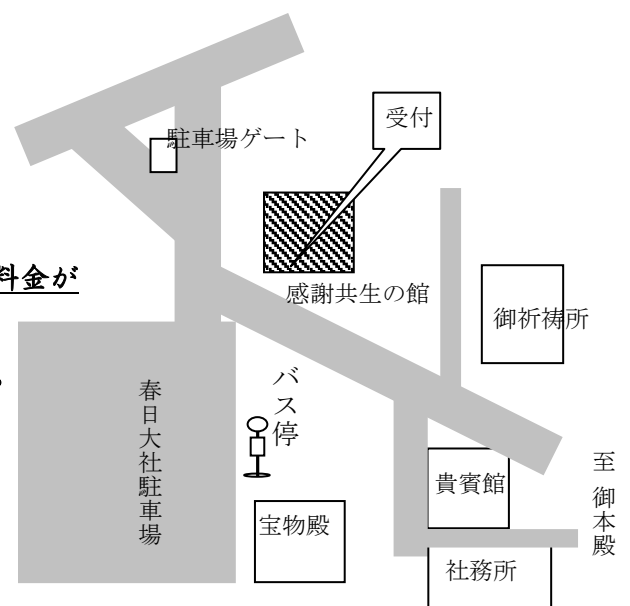 受付
駐車場ゲート
料金が
感謝共生の館
御祈祷所
。
バス停
春日大社駐車場
貴賓館
至 御本殿
宝物殿
社務所